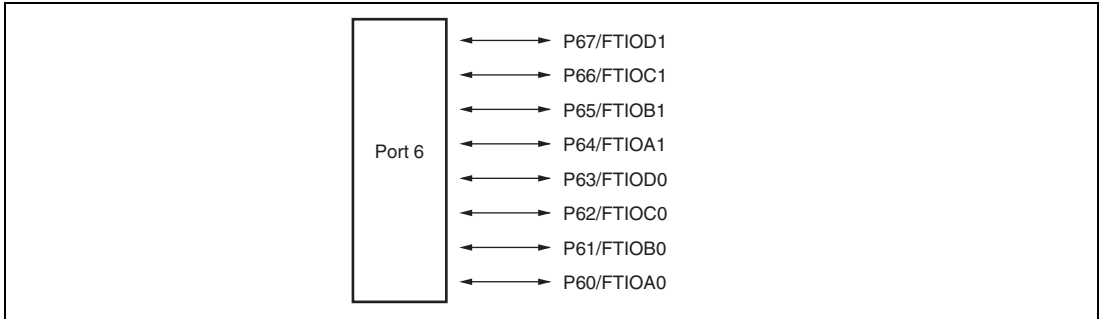 P67/FTIOD1
P66/FTIOC1
P65/FTIOB1
Port 6
P64/FTIOA1
P63/FTIOD0
P62/FTIOC0
P61/FTIOB0
P60/FTIOA0